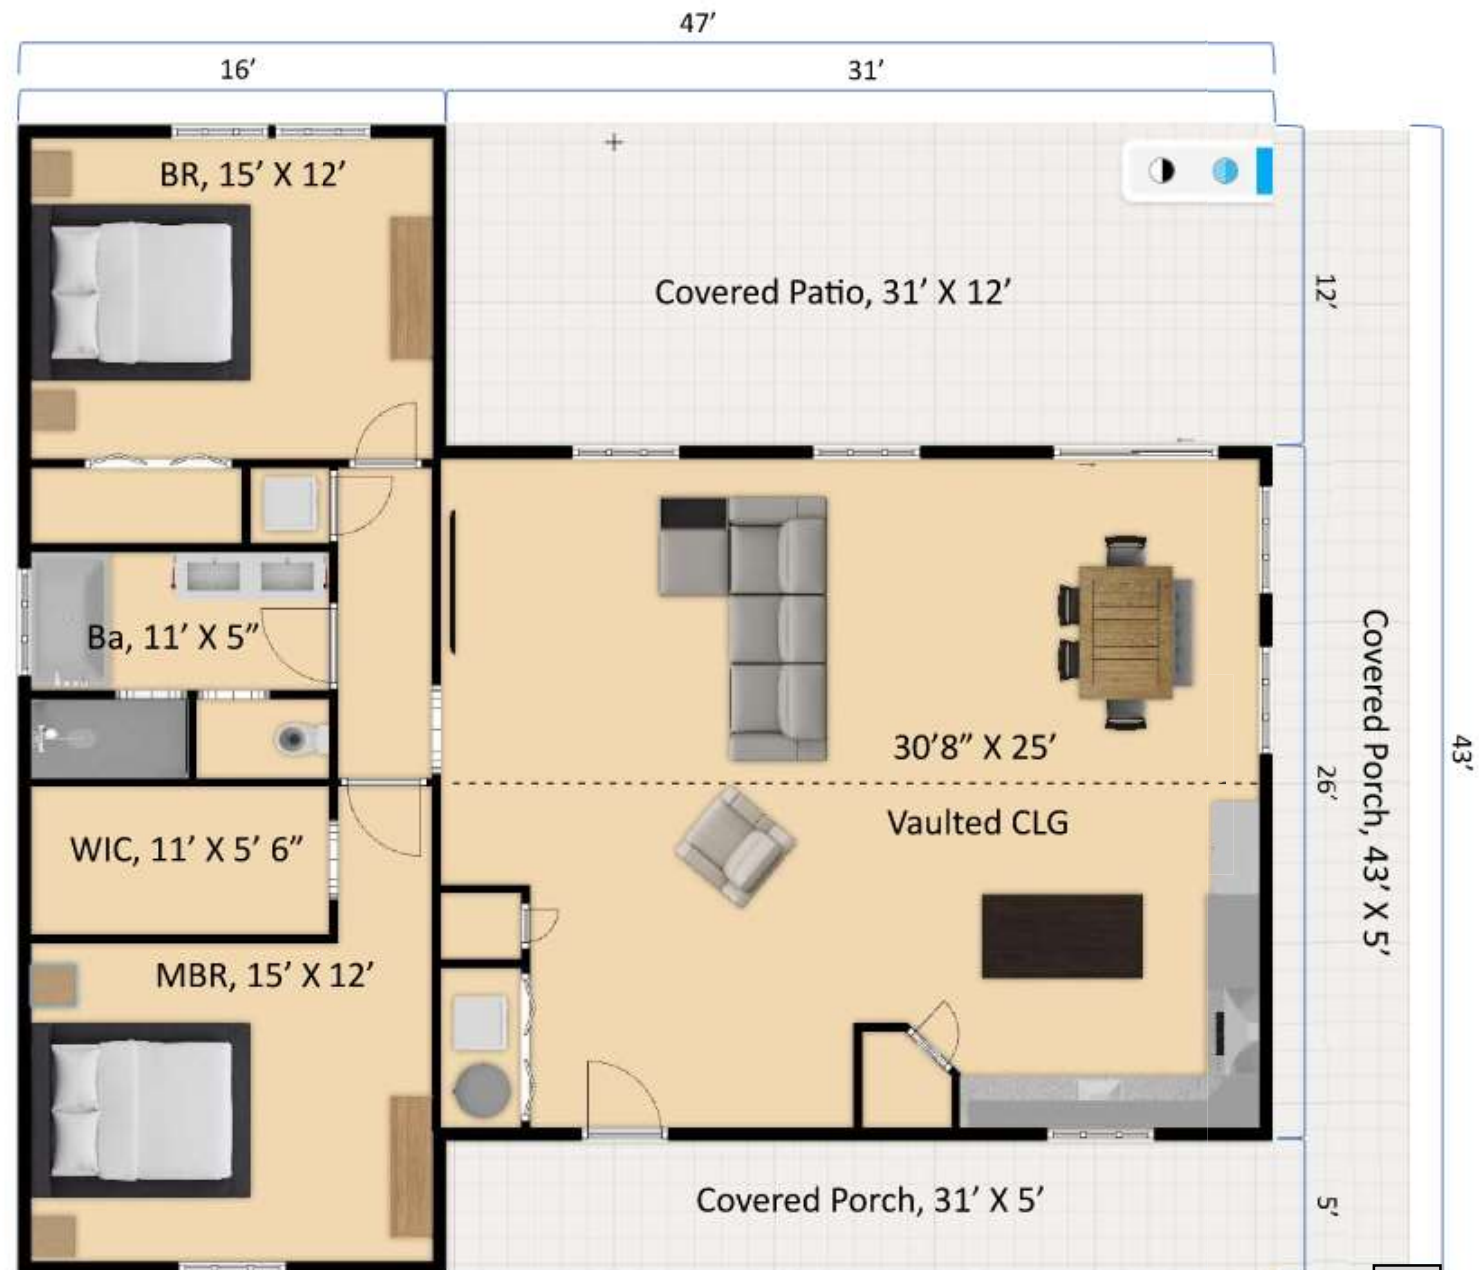 47’
16’
31’
BR, 15’ X 12’
Covered Patio, 31’ X 12’
12’
Ba, 11’ X 5”
30’8” X 25’
Vaulted CLG
26’
Covered Porch, 43’ X 5’
43’
WIC, 11’ X 5’ 6”
MBR, 15’ X 12’
Covered Porch, 31’ X 5’
5’